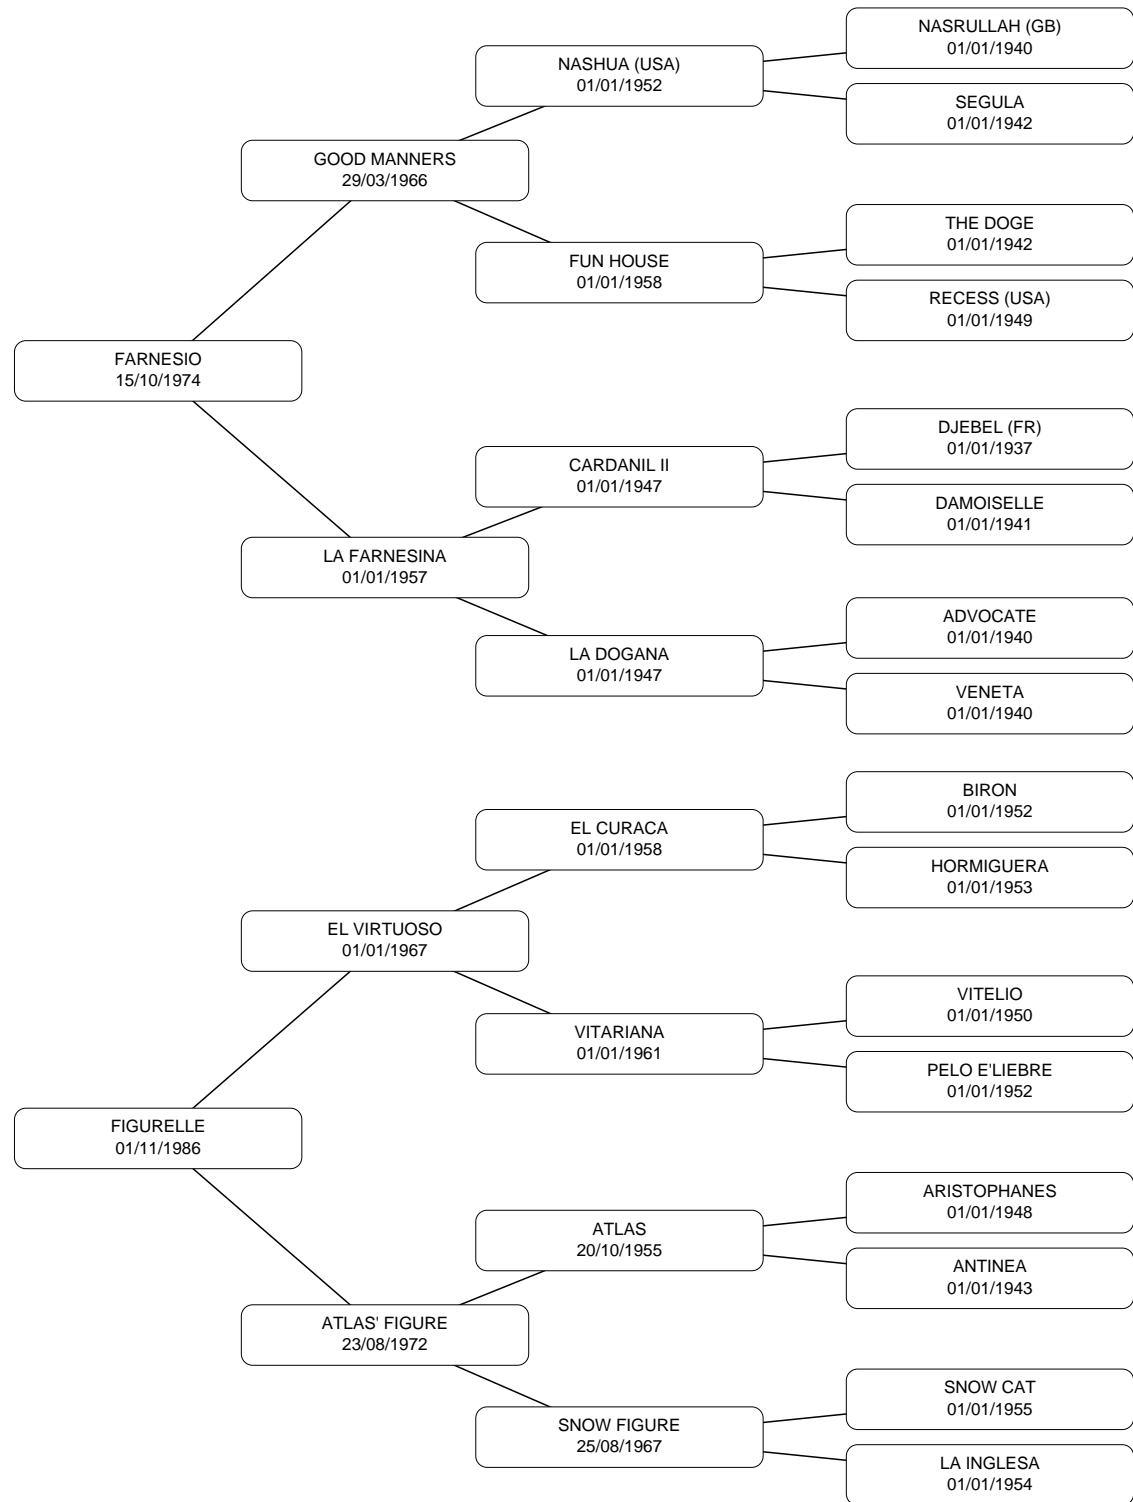 NASRULLAH (GB)
01/01/1940
NASHUA (USA)
01/01/1952
SEGULA
01/01/1942
GOOD MANNERS
29/03/1966
THE DOGE
01/01/1942
FUN HOUSE
01/01/1958
RECESS (USA)
01/01/1949
FARNESIO
15/10/1974
DJEBEL (FR)
01/01/1937
CARDANIL II
01/01/1947
DAMOISELLE
01/01/1941
LA FARNESINA
01/01/1957
ADVOCATE
01/01/1940
LA DOGANA
01/01/1947
VENETA
01/01/1940
BIRON
01/01/1952
EL CURACA
01/01/1958
HORMIGUERA
01/01/1953
EL VIRTUOSO
01/01/1967
VITELIO
01/01/1950
VITARIANA
01/01/1961
PELO E'LIEBRE
01/01/1952
FIGURELLE
01/11/1986
ARISTOPHANES
01/01/1948
ATLAS
20/10/1955
ANTINEA
01/01/1943
ATLAS' FIGURE
23/08/1972
SNOW CAT
01/01/1955
SNOW FIGURE
25/08/1967
LA INGLESA
01/01/1954